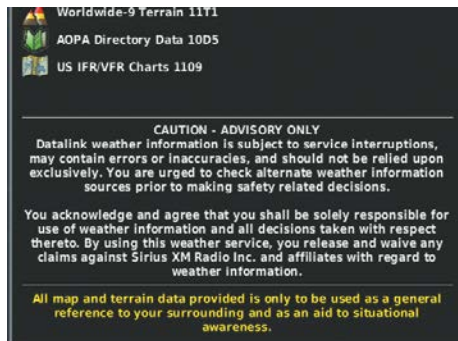 Worldwide-9 Terrain 11T1
AOPA Directory Data 10D5
US IFR/VFR Charts 1109
CAUTION - ADVISORY ONLY
Datalink weather information is subject to service interruptions,
may contain errors or inaccuracies, and should not be relied upon
exclusively. You are urged to check alternate weather information
sources prior to making safety related decisions.
You acknowledge and agree that you shall be solely responsible for
use of weather information and all decisions taken with respect
thereto. By using this weather service, you release and waive any
claims against Sirius XM Radio Inc. and affiliates with regard to
weather information.
All map and terrain data provided is only to be used as a general
reference to your surrounding and as an aid to situational
awareness.